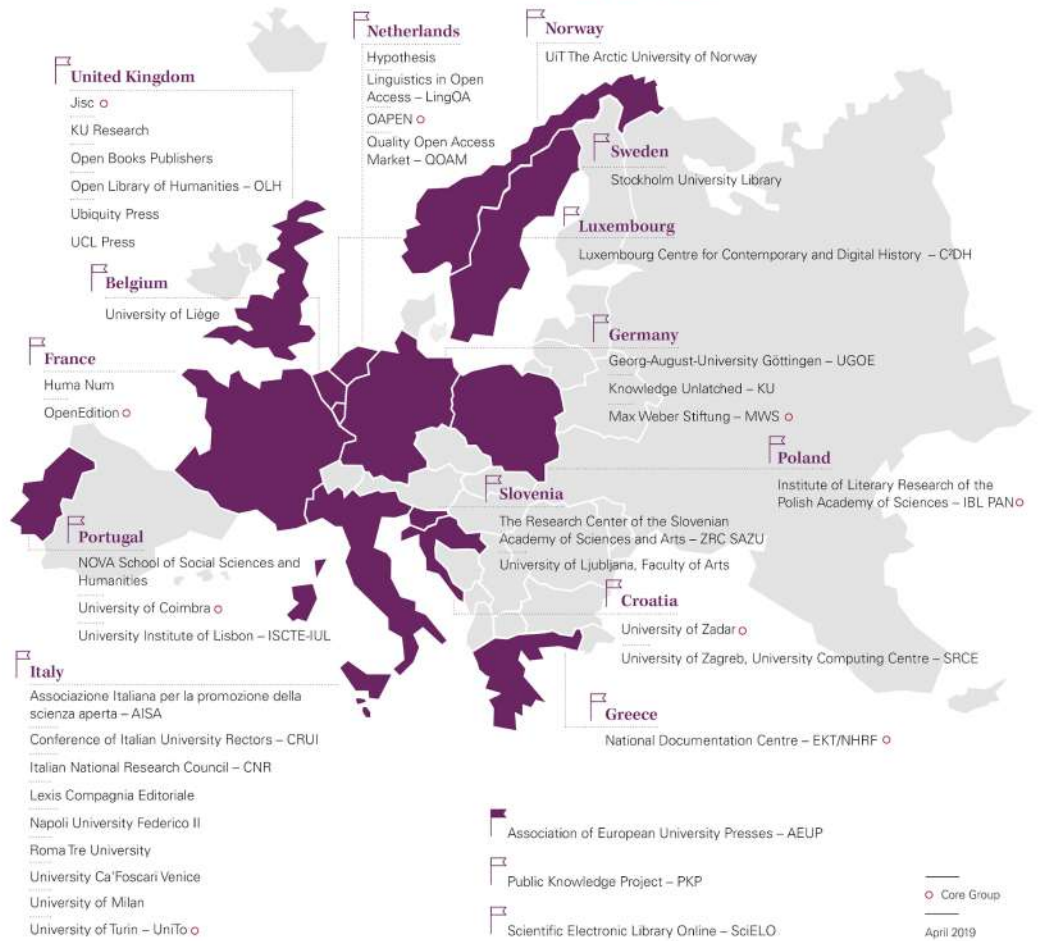 Netherlands
Hypothesis
Linguistics in Open
Access – LingOA
OAPEN
Quality Open Access
Market – QOAM
Norway
UiT The Arctic University of Norway
United Kingdom
Jisc
KU Research
Open Books Publishers
Open Library of Humanities – OLH
Ubiquity Press
UCL Press
Sweden
Stockholm University Library
Luxembourg
Luxembourg Centre for Contemporary and Digital History – C²DH
Belgium
University of Liège
Germany
Georg-August-University Göttingen – UGOE
Knowledge Unlatched – KU
Max Weber Stiftung – MWS
France
Huma Num
OpenEdition
Poland
Institute of Literary Research of the
Polish Academy of Sciences – IBL PAN
Slovenia
The Research Center of the Slovenian
Academy of Sciences and Arts – ZRC SAZU
University of Ljubljana, Faculty of Arts
Portugal
NOVA School of Social Sciences and
Humanities
University of Coimbra
University Institute of Lisbon – ISCTE-IUL
Croatia
University of Zadar
University of Zagreb, University Computing Centre – SRCE
Italy
Associazione Italiana per la promozione della
scienza aperta – AISA
Conference of Italian University Rectors – CRUI
Italian National Research Council – CNR
Lexis Compagnia Editoriale
Napoli University Federico II
Roma Tre University
University Ca'Foscari Venice
University of Milan
University of Turin – UniTo
Greece
National Documentation Centre – EKT/NHRF
Association of European University Presses – AEUP
Public Knowledge Project – PKP
Scientific Electronic Library Online – SciELO
Core Group
April 2019